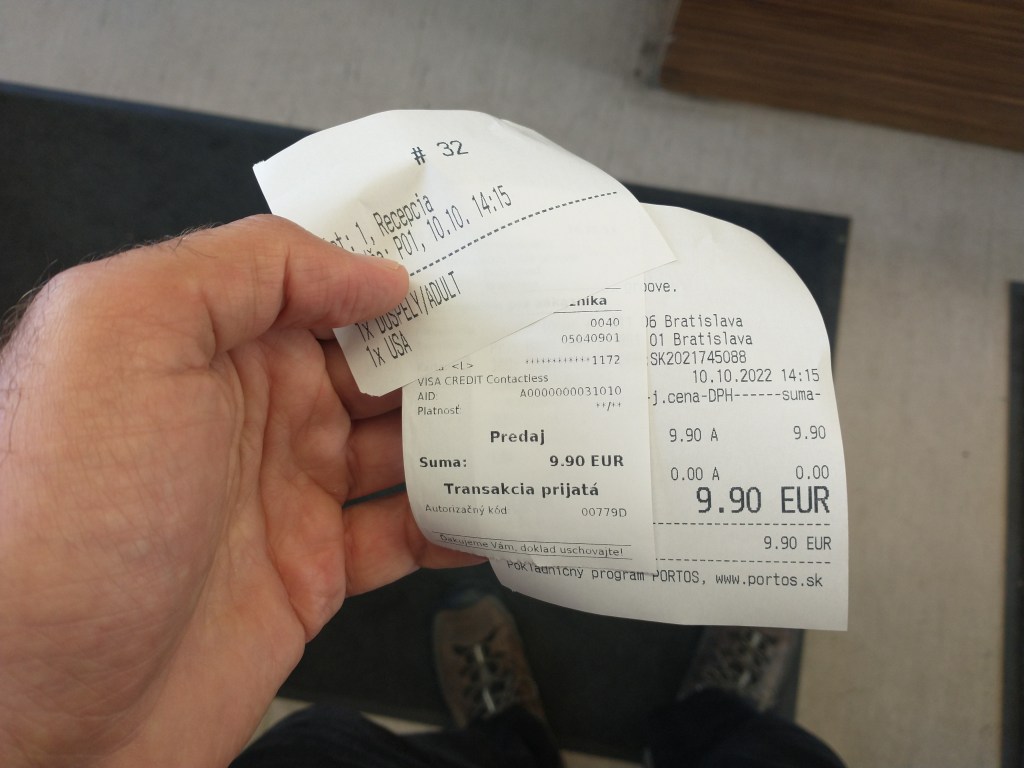 # 32
1, Recepcia
P01, 10.10. 14:15
1x DOSPELY/ADULT
1x USA
0040
05040901
************1172
<I>
VISA CREDIT Contactless
AID: A0000000031010
Platnosť: **/**
Predaj
Suma: 9.90 EUR
Transakcia prijatá
Autorizačný kód 00779D
Ďakujeme Vám, doklad uschovajte!
06 Bratislava
01 Bratislava
SK2021745088
10.10.2022 14:15
j.cena-DPH------suma-
9.90 A 9.90
0.00 A 0.00
9.90 EUR
9.90 EUR
Pokladničný program PORTOS, www.portos.sk